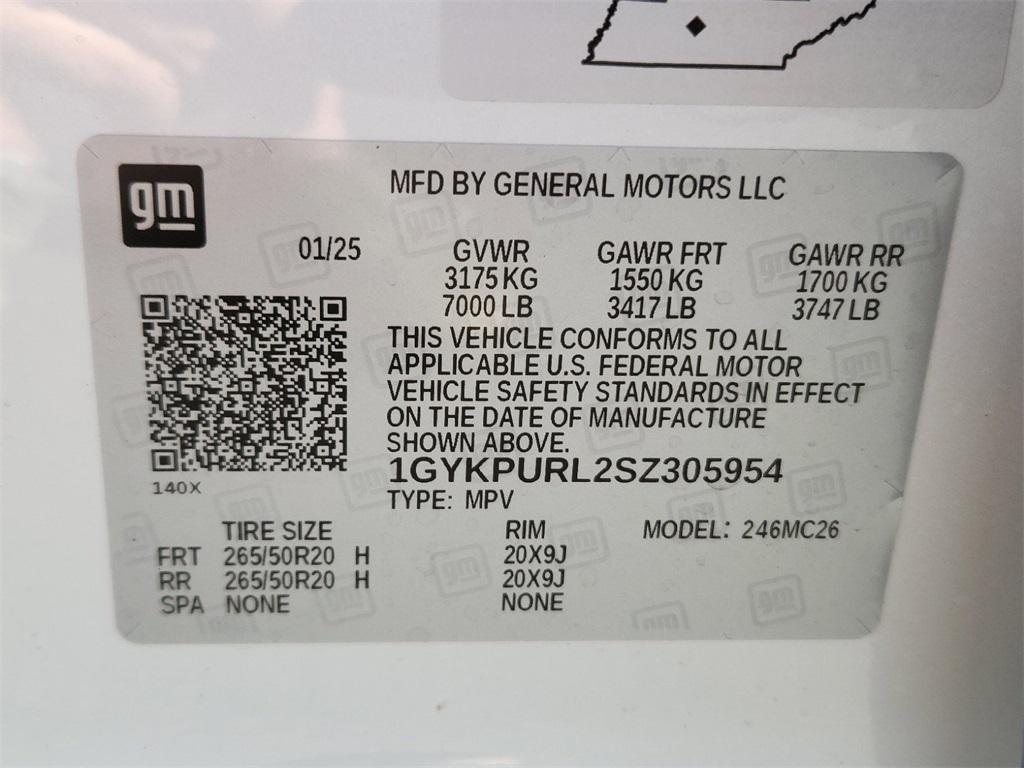 gm
MFD BY GENERAL MOTORS LLC
01/25 GVWR GAWR FRT GAWR RR
3175 KG 1550 KG 1700 KG
7000 LB 3417 LB 3747 LB
THIS VEHICLE CONFORMS TO ALL
APPLICABLE U.S. FEDERAL MOTOR
VEHICLE SAFETY STANDARDS IN EFFECT
ON THE DATE OF MANUFACTURE
SHOWN ABOVE.
1GYKPURL2SZ305954
140X
TYPE: MPV
TIRE SIZE RIM MODEL: 246MC26
FRT 265/50R20 H 20X9J
RR 265/50R20 H 20X9J
SPA NONE NONE